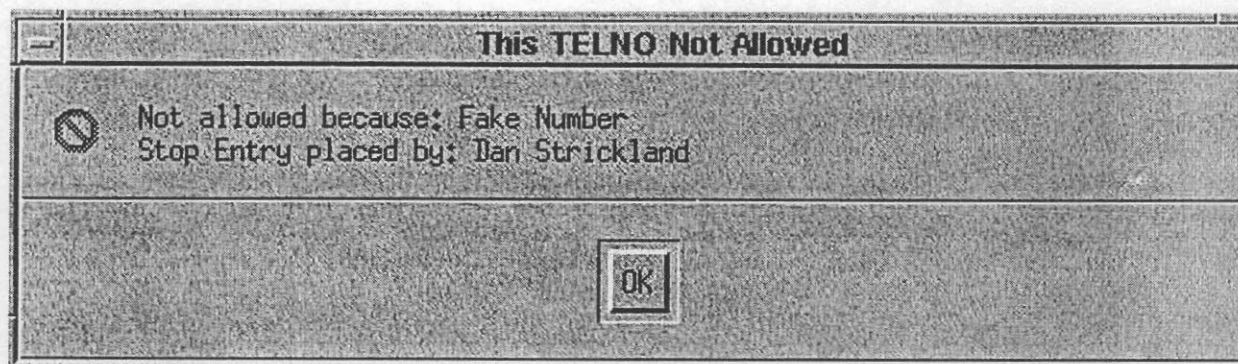 This TELNO Not Allowed
Not allowed because: Fake Number
Stop Entry placed by: Dan Strickland
OK